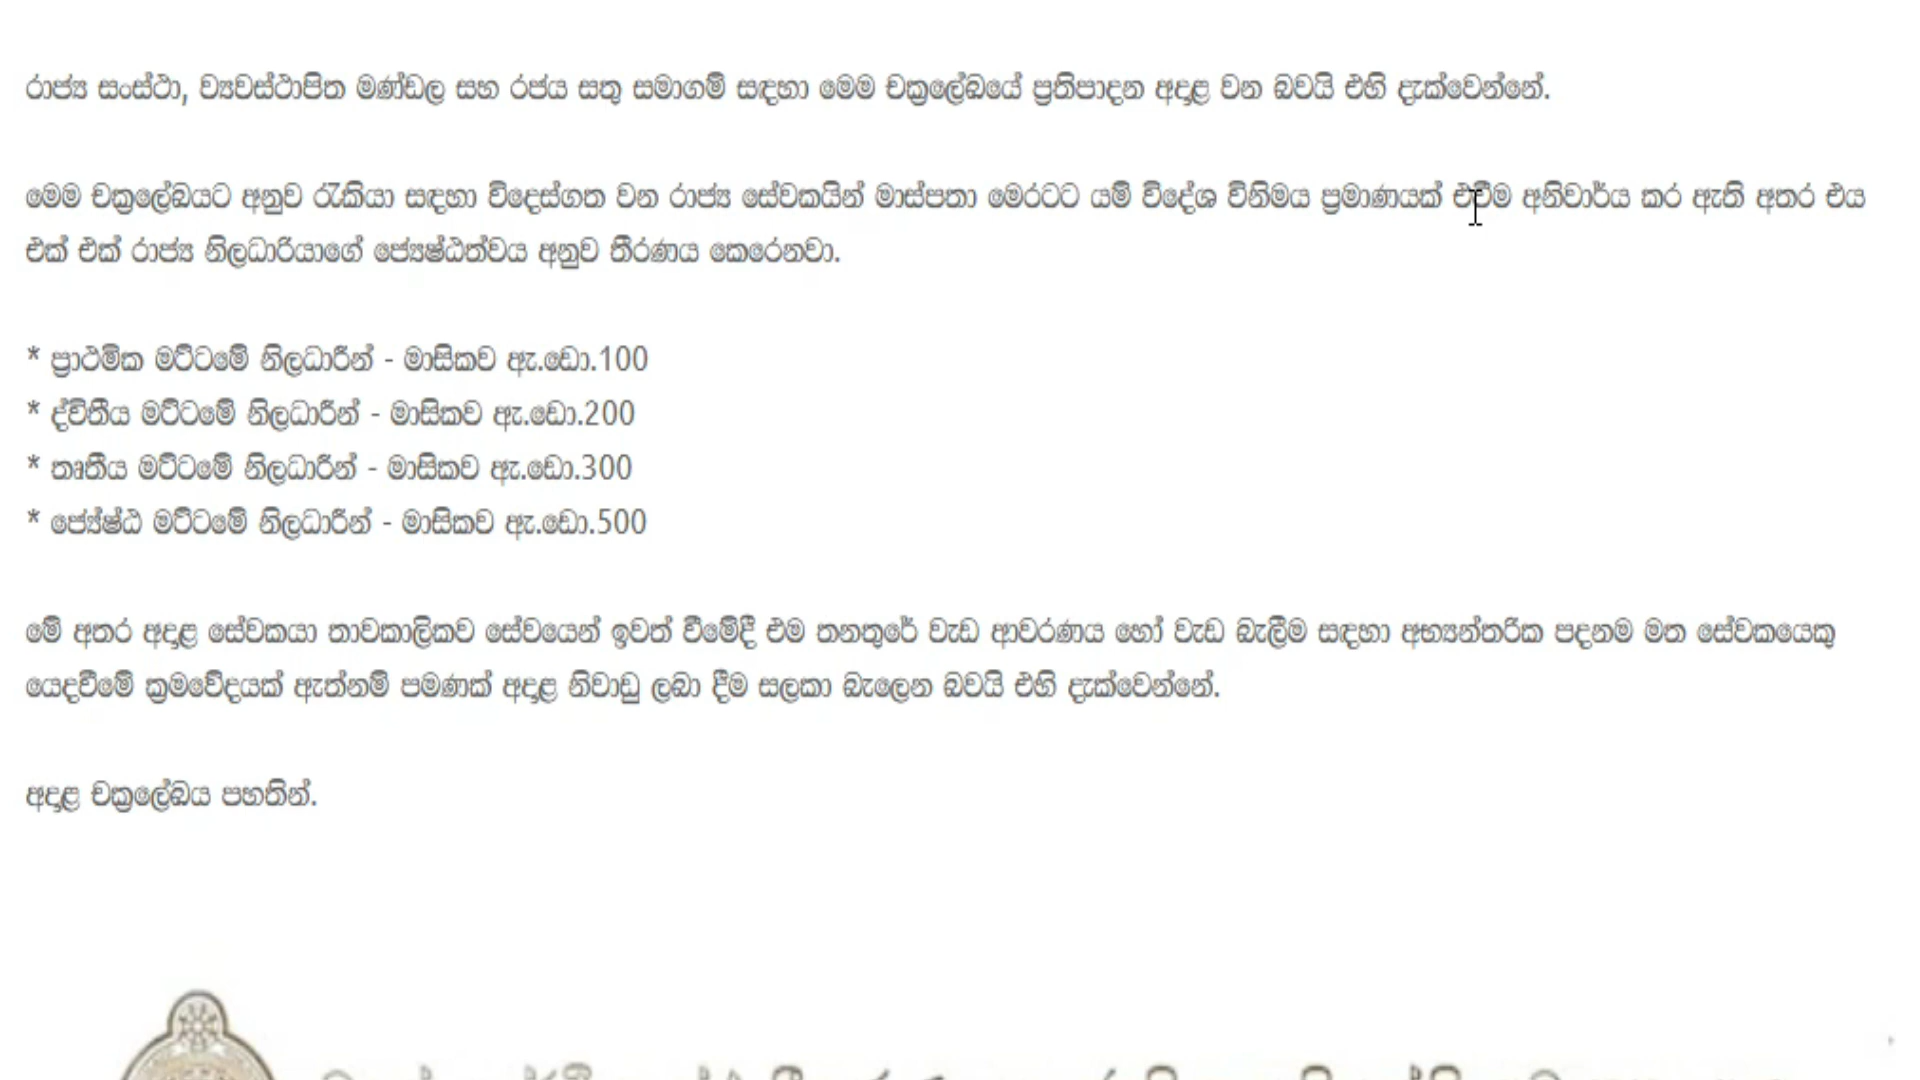 රාජ්‍ය සංස්ථා, ව්‍යවස්ථාපිත මණ්ඩල සහ රජය සතු සමාගම් සඳහා මෙම චක්‍රලේඛයේ ප්‍රතිපාදන අදාළ වන බවයි එහි දැක්වෙන්නේ.
මෙම චක්‍රලේඛයට අනුව රැකියා සඳහා විදෙස්ගත වන රාජ්‍ය සේවකයින් මාස්පතා මෙරටට යම් විදේශ විනිමය ප්‍රමාණයක් එවීම අනිවාර්ය කර ඇති අතර එය
එක් එක් රාජ්‍ය නිලධාරියාගේ ජ්‍යෙෂ්ඨත්වය අනුව තීරණය කෙරෙනවා.
* ප්‍රාථමික මට්ටමේ නිලධාරීන් - මාසිකව ඇ.ඩො.100
* ද්විතීය මට්ටමේ නිලධාරීන් - මාසිකව ඇ.ඩො.200
* තෘතීය මට්ටමේ නිලධාරීන් - මාසිකව ඇ.ඩො.300
* ජ්‍යේෂ්ඨ මට්ටමේ නිලධාරීන් - මාසිකව ඇ.ඩො.500
මේ අතර අදාළ සේවකයා තාවකාලිකව සේවයෙන් ඉවත් වීමේදී එම තනතුරේ වැඩ ආවරණය හෝ වැඩ බැලීම සඳහා අභ්‍යන්තරික පදනම මත සේවකයෙකු
යෙදවීමේ ක්‍රමවේදයක් ඇත්නම් පමණක් අදාළ නිවාඩු ලබා දීම සලකා බැලෙන බවයි එහි දැක්වෙන්නේ.
අදාළ චක්‍රලේඛය පහතින්.